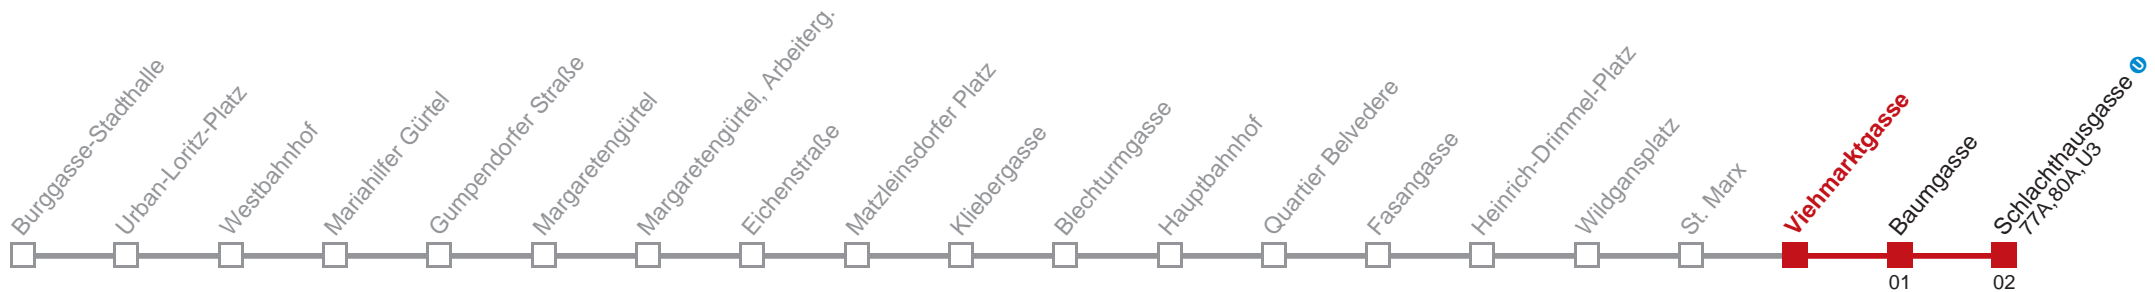 Burggasse-Stadthalle
Urban-Loritz-Platz
Westbahnhof
Mariahilfer Gürtel
Gumpendorfer Straße
Margaretengürtel
Margaretengürtel, Arbeiterg.
Eichenstraße
Matzleinsdorfer Platz
Kliebergasse
Blechturmgasse
Hauptbahnhof
Quartier Belvedere
Fasangasse
Heinrich-Drimmel-Platz
Wildgansplatz
St. Marx
Viehmarktgasse
Baumgasse
Schlachthausgasse U
77A,80A,U3
01
02